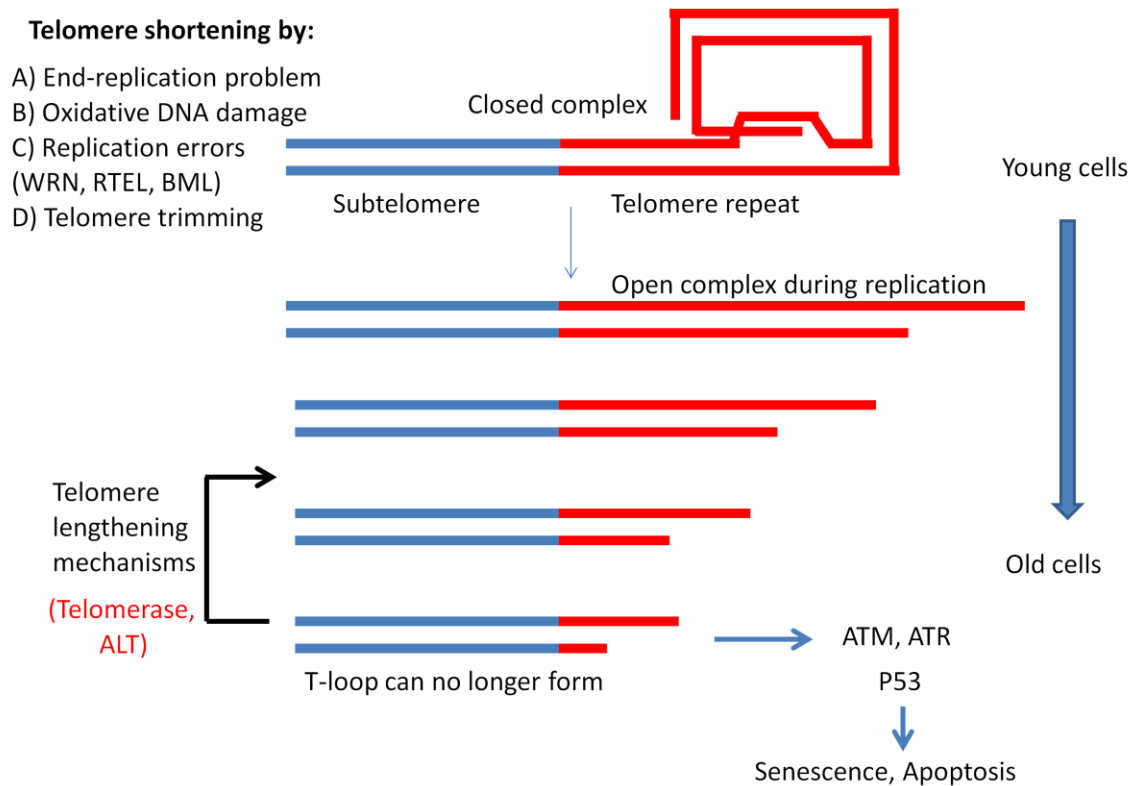 Telomere shortening by:
A) End-replication problem
B) Oxidative DNA damage
C) Replication errors
(WRN, RTEL, BML)
D) Telomere trimming
Closed complex
Subtelomere
Telomere repeat
Young cells
Open complex during replication
Telomere
lengthening
mechanisms
(Telomerase,
ALT)
Old cells
T-loop can no longer form
ATM, ATR
P53
Senescence, Apoptosis